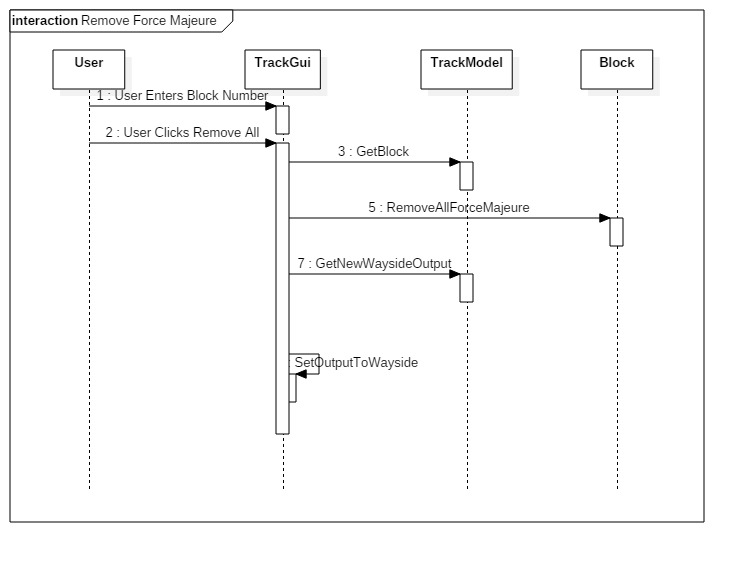 interaction Remove Force Majeure
User
TrackGui
TrackModel
Block
1 : User Enters Block Number
2 : User Clicks Remove All
3 : GetBlock
5 : RemoveAllForceMajeure
7 : GetNewWaysideOutput
: SetOutputToWayside